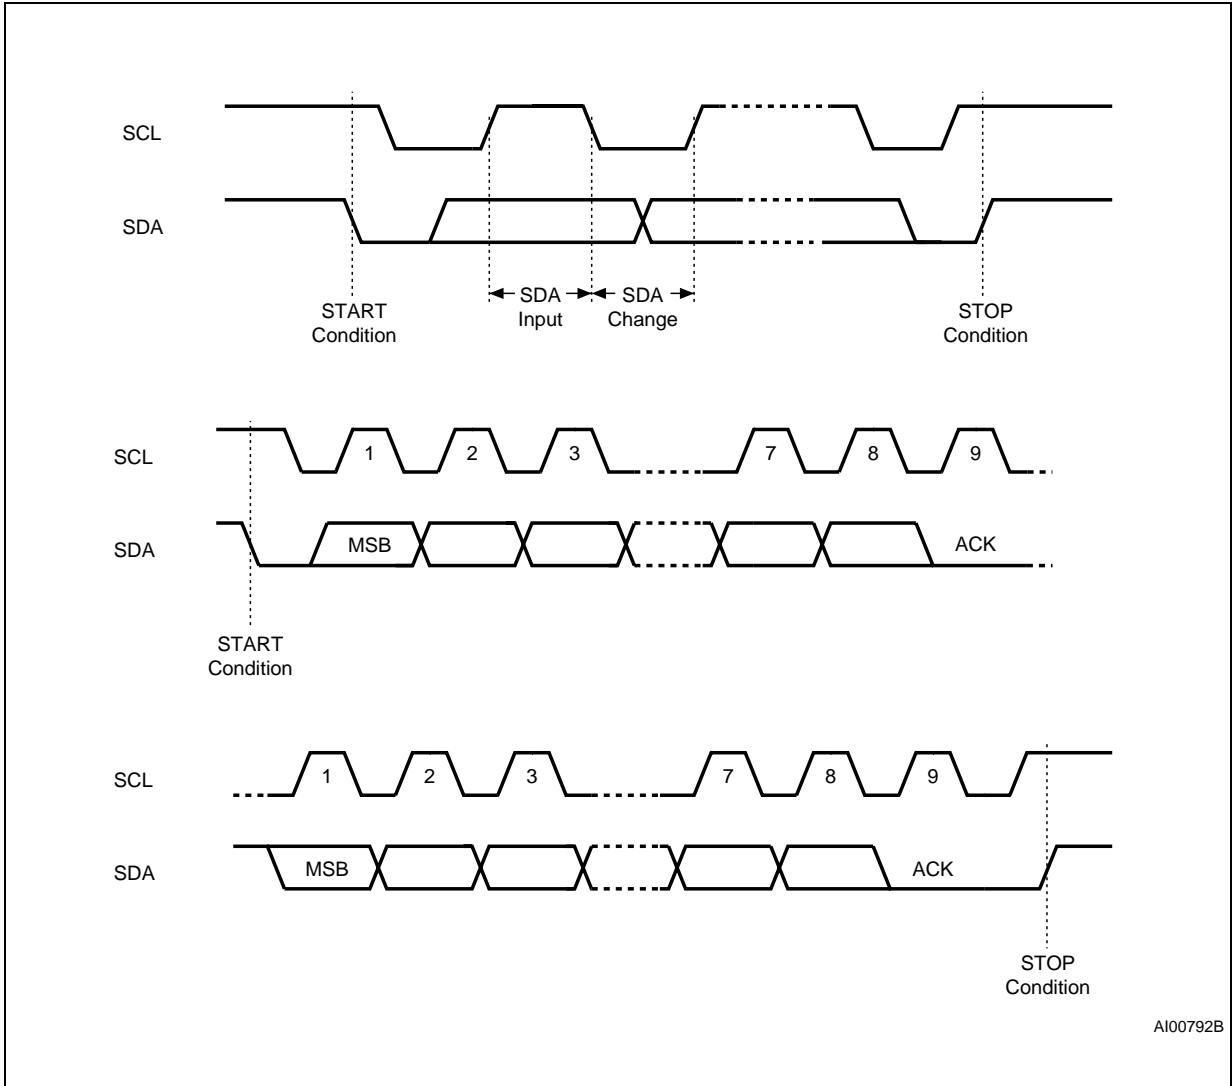 SCL
SDA
SDA
Input
SDA
Change
START
Condition
STOP
Condition
SCL
1 2 3 7 8 9
SDA
MSB ACK
START
Condition
SCL
1 2 3 7 8 9
SDA
MSB ACK
STOP
Condition
AI00792B